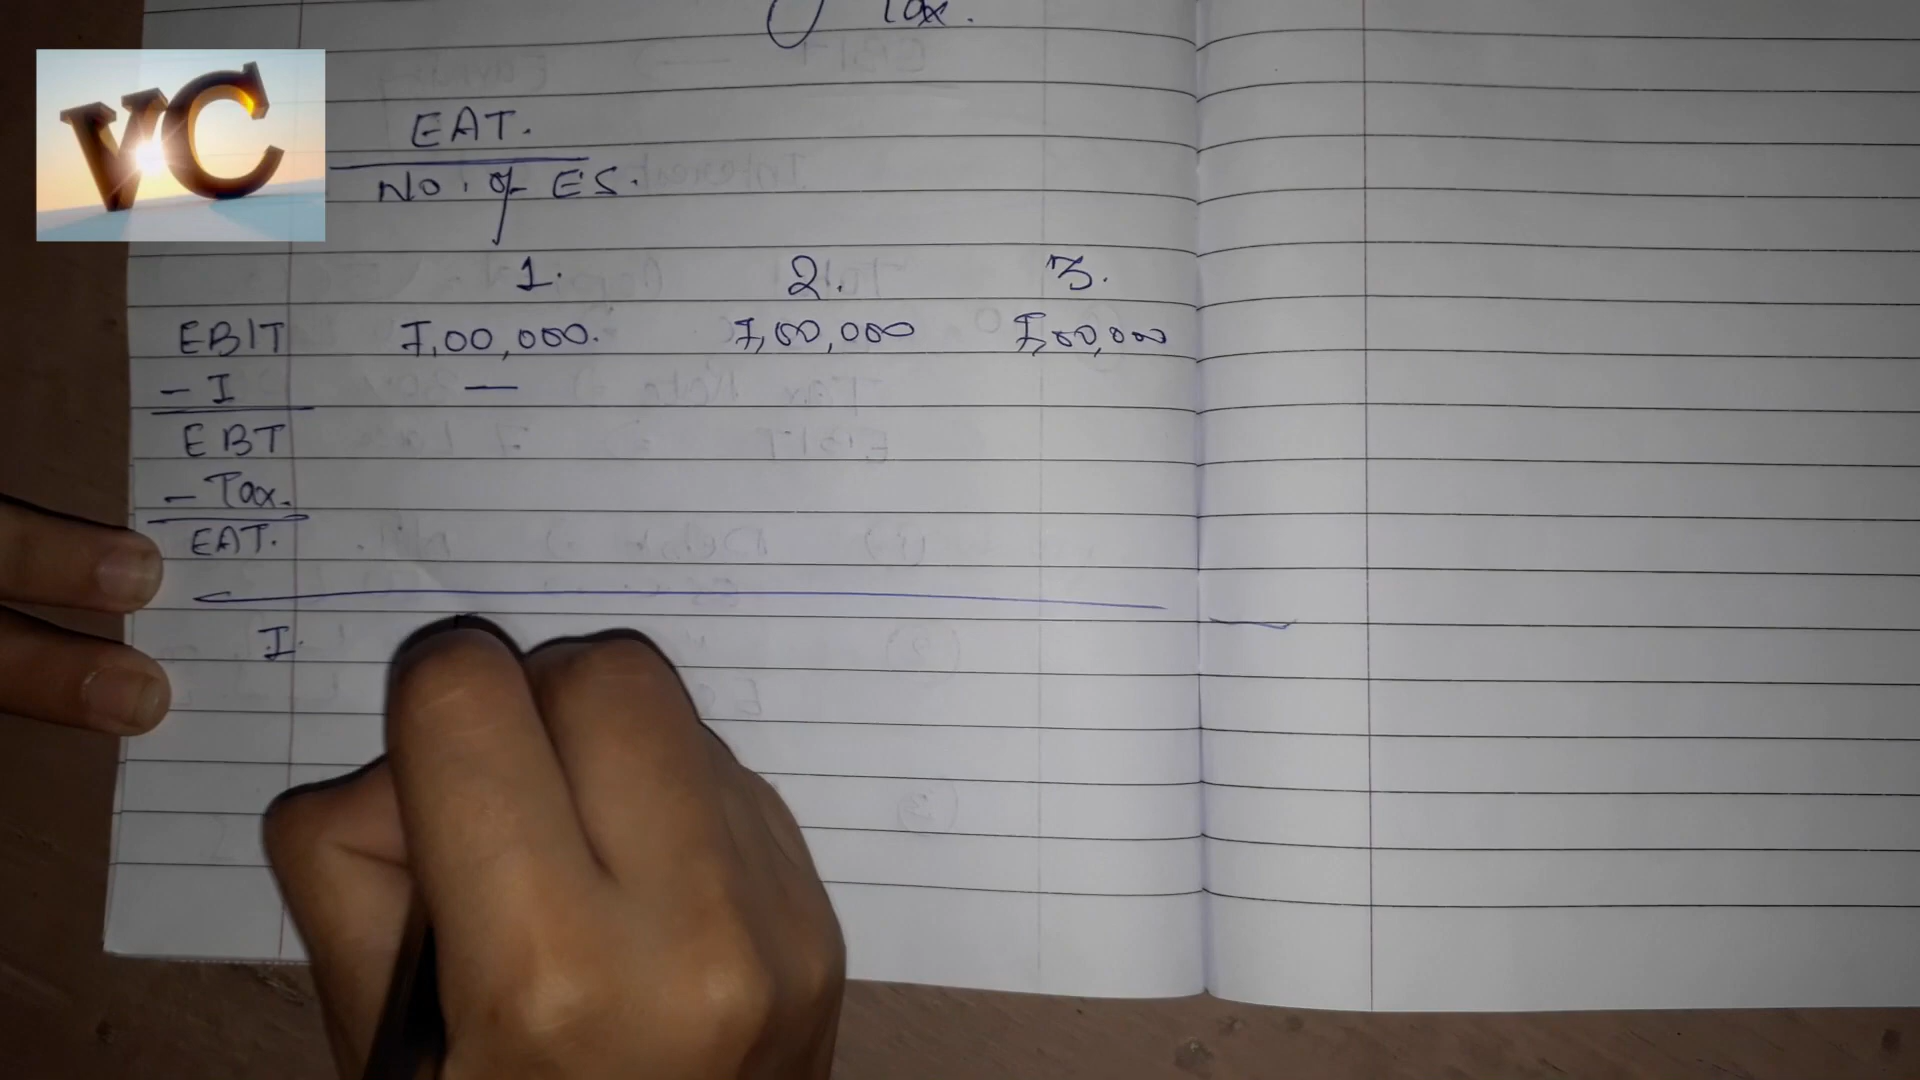 Tax.
VC
EAT.
No. of ES.
1. 2. 3.
EBIT 7,00,000. 7,00,000 7,00,000
- I —
EBT
- Tax.
EAT.
I.